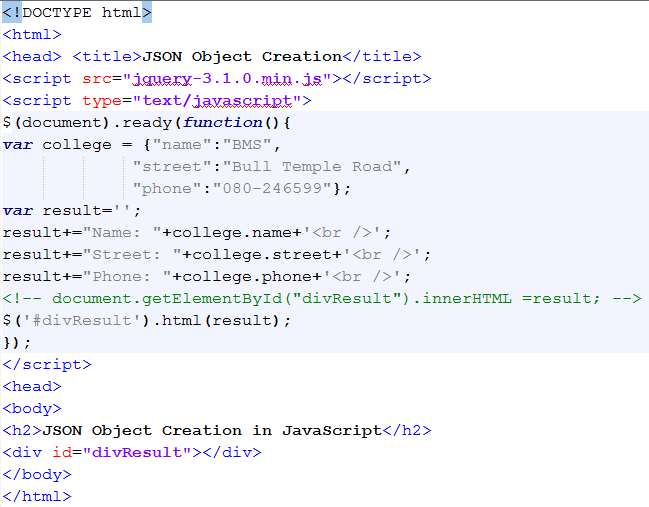 <!DOCTYPE html>
<html>
<head> <title>JSON Object Creation</title>
<script src="jquery-3.1.0.min.js"></script>
<script type="text/javascript">
$(document).ready(function(){
var college = {"name":"BMS",
"street":"Bull Temple Road",
"phone":"080-246599"};
var result='';
result+="Name: "+college.name+'<br />';
result+="Street: "+college.street+'<br />';
result+="Phone: "+college.phone+'<br />';
<!-- document.getElementById("divResult").innerHTML =result; -->
$('#divResult').html(result);
});
</script>
<head>
<body>
<h2>JSON Object Creation in JavaScript</h2>
<div id="divResult"></div>
</body>
</html>